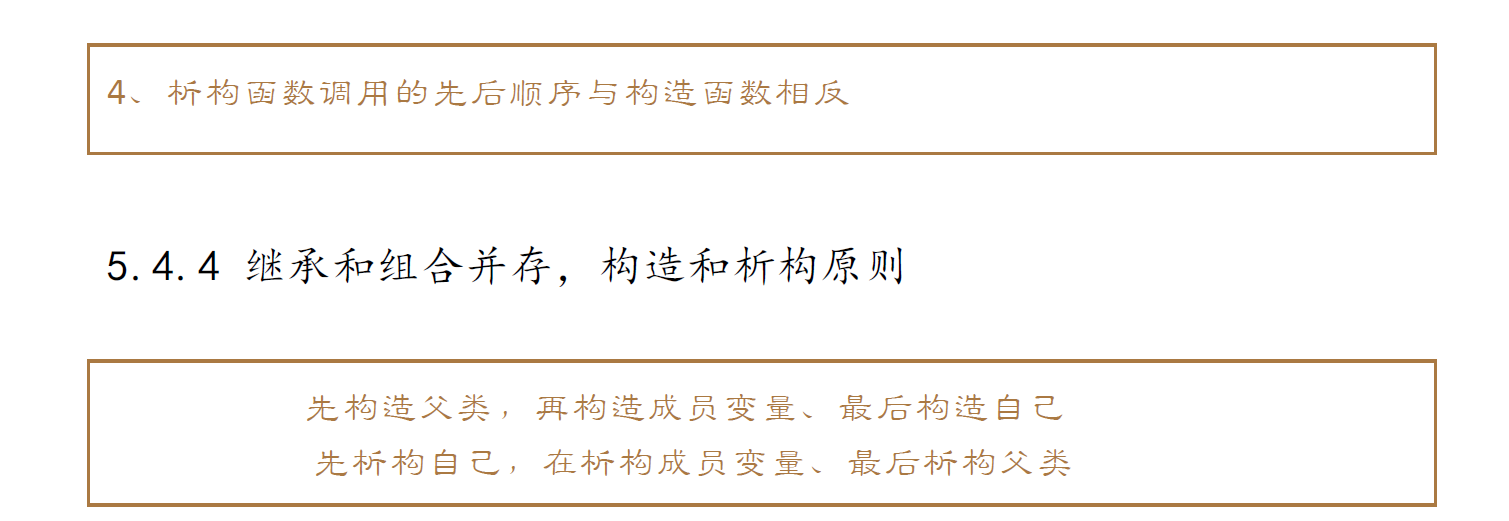 4、析构函数调用的先后顺序与构造函数相反
5.4.4 继承和组合并存，构造和析构原则
先构造父类，再构造成员变量、最后构造自己
先析构自己，在析构成员变量、最后析构父类